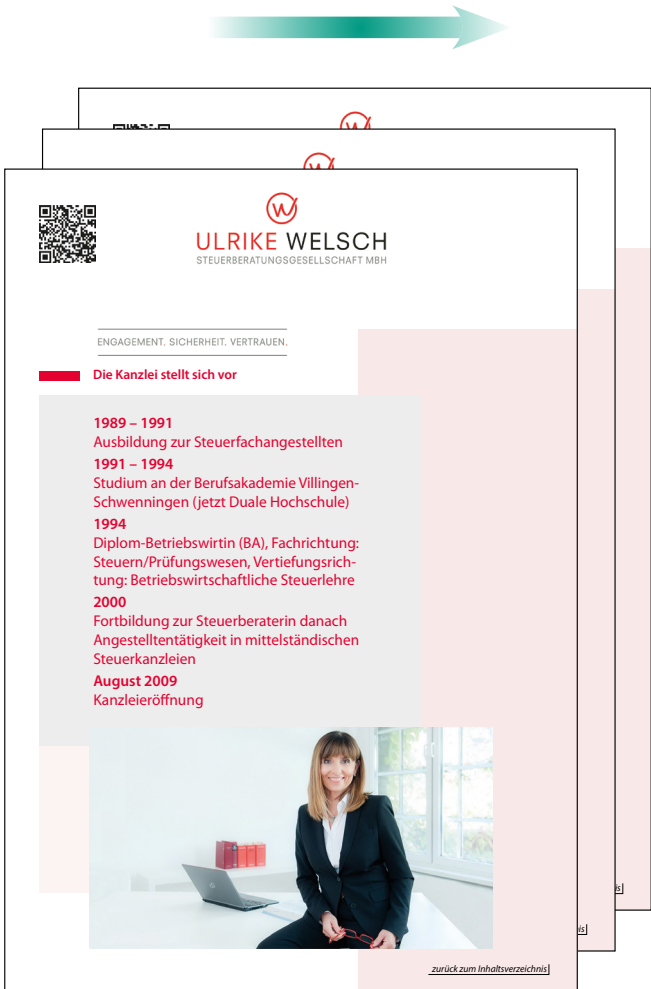 ULRIKE WELSCH
STEUERBERATUNGSGESELLSCHAFT MBH
ENGAGEMENT. SICHERHEIT. VERTRAUEN.
Die Kanzlei stellt sich vor
1989 – 1991
Ausbildung zur Steuerfachangestellten
1991 – 1994
Studium an der Berufsakademie Villingen-
Schwenningen (jetzt Duale Hochschule)
1994
Diplom-Betriebswirtin (BA), Fachrichtung:
Steuern/Prüfungswesen, Vertiefungsrich-
tung: Betriebswirtschaftliche Steuerlehre
2000
Fortbildung zur Steuerberaterin danach
Angestelltentätigkeit in mittelständischen
Steuerkanzleien
August 2009
Kanzleieröffnung
is
nis
zurück zum Inhaltsverzeichnis